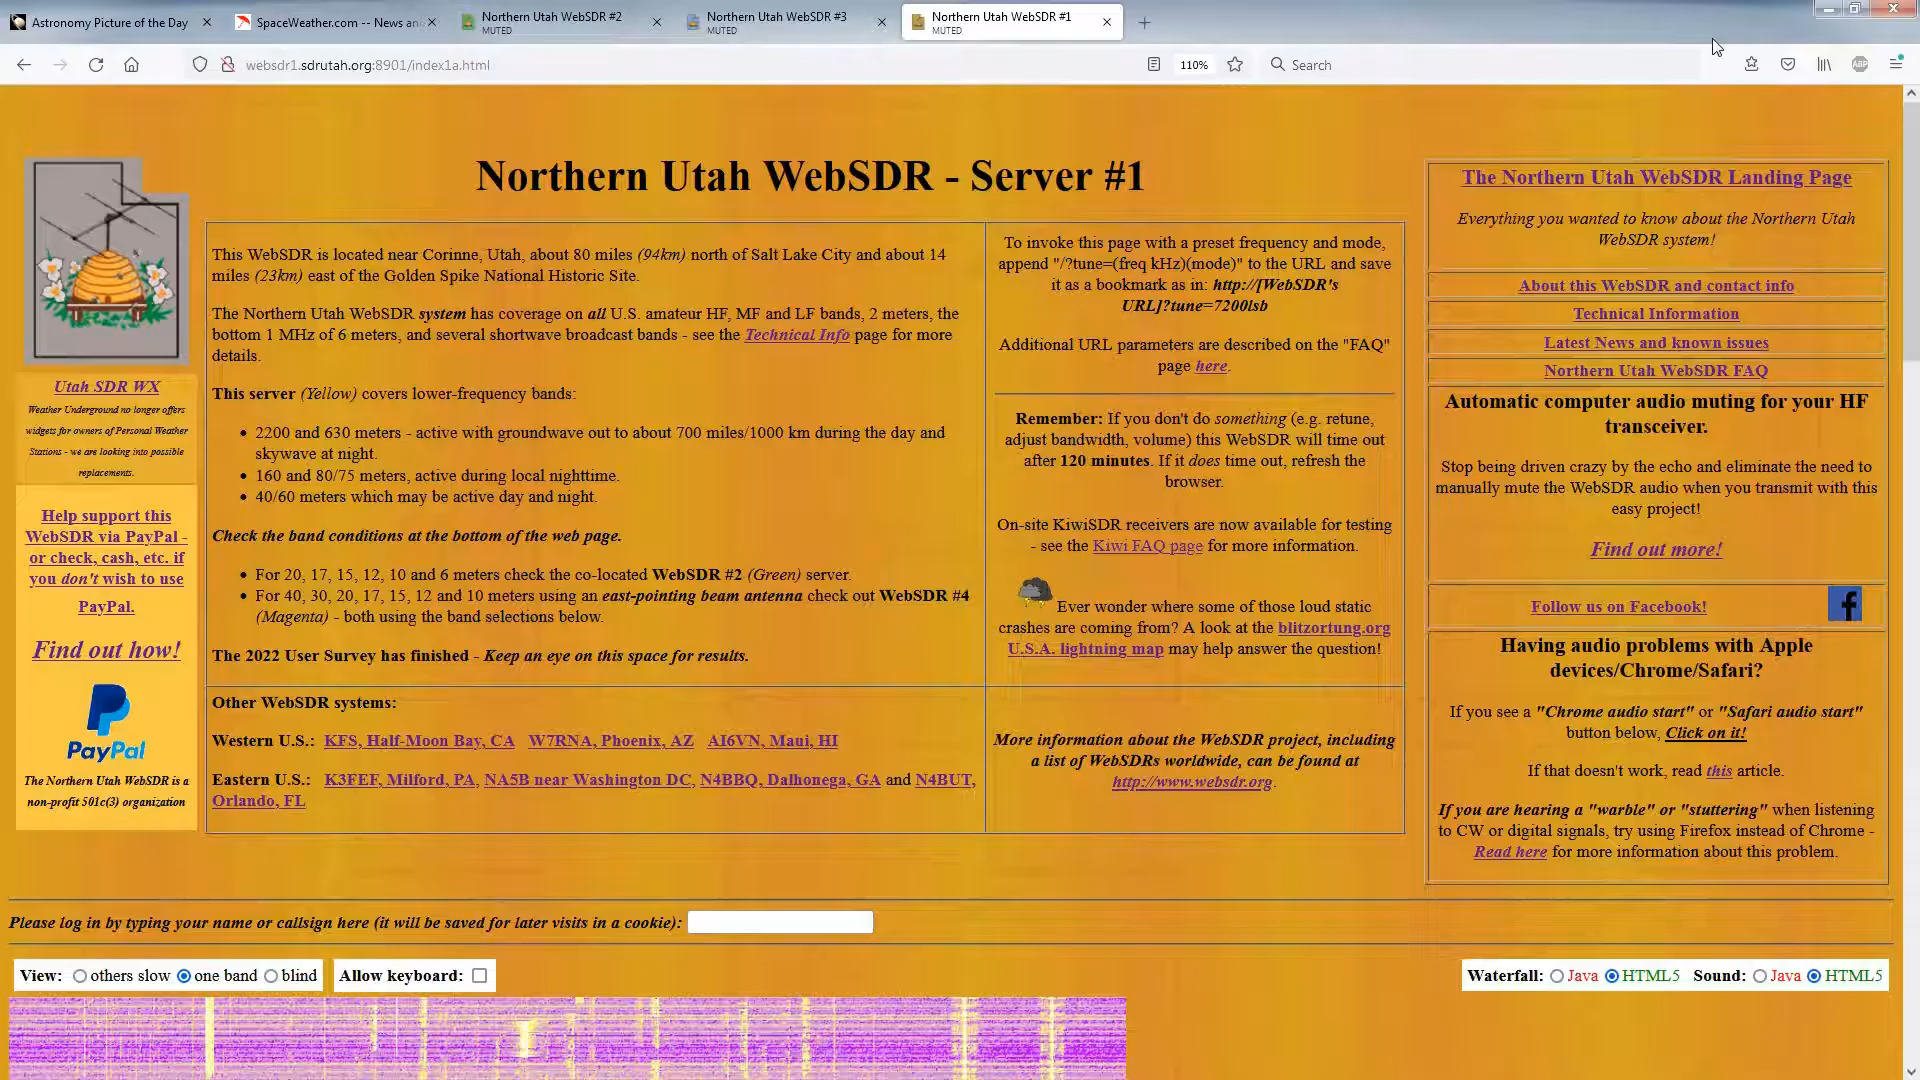 Astronomy Picture of the Day
SpaceWeather.com -- News an
Northern Utah WebSDR #2
MUTED
Northern Utah WebSDR #3
MUTED
Northern Utah WebSDR #1
MUTED
websdr1.sdrutah.org:8901/index1a.html
110%
Search
ABP
Northern Utah WebSDR - Server #1
Utah SDR WX
Weather Underground no longer offers
widgets for owners of Personal Weather
Stations - we are looking into possible
replacements.
Help support this
WebSDR via PayPal -
or check, cash, etc. if
you don't wish to use
PayPal.
Find out how!
PayPal
The Northern Utah WebSDR is a
non-profit 501c(3) organization
This WebSDR is located near Corinne, Utah, about 80 miles (94km) north of Salt Lake City and about 14
miles (23km) east of the Golden Spike National Historic Site.
The Northern Utah WebSDR system has coverage on all U.S. amateur HF, MF and LF bands, 2 meters, the
bottom 1 MHz of 6 meters, and several shortwave broadcast bands - see the Technical Info page for more
details.
This server (Yellow) covers lower-frequency bands:
2200 and 630 meters - active with groundwave out to about 700 miles/1000 km during the day and
skywave at night.
160 and 80/75 meters, active during local nighttime.
40/60 meters which may be active day and night.
Check the band conditions at the bottom of the web page.
For 20, 17, 15, 12, 10 and 6 meters check the co-located WebSDR #2 (Green) server.
For 40, 30, 20, 17, 15, 12 and 10 meters using an east-pointing beam antenna check out WebSDR #4
(Magenta) - both using the band selections below.
The 2022 User Survey has finished - Keep an eye on this space for results.
To invoke this page with a preset frequency and mode,
append "/?tune=(freq kHz)(mode)" to the URL and save
it as a bookmark as in: http://[WebSDR's
URL]?tune=7200lsb
Additional URL parameters are described on the "FAQ"
page here.
Remember: If you don't do something (e.g. retune,
adjust bandwidth, volume) this WebSDR will time out
after 120 minutes. If it does time out, refresh the
browser.
On-site KiwiSDR receivers are now available for testing
- see the Kiwi FAQ page for more information.
Ever wonder where some of those loud static
crashes are coming from? A look at the blitzortung.org
U.S.A. lightning map may help answer the question!
Other WebSDR systems:
Western U.S.: KFS, Half-Moon Bay, CA W7RNA, Phoenix, AZ AI6VN, Maui, HI
Eastern U.S.: K3FEF, Milford, PA, NA5B near Washington DC, N4BBQ, Dalhonega, GA and N4BUT,
Orlando, FL
More information about the WebSDR project, including
a list of WebSDRs worldwide, can be found at
http://www.websdr.org.
The Northern Utah WebSDR Landing Page
Everything you wanted to know about the Northern Utah
WebSDR system!
About this WebSDR and contact info
Technical Information
Latest News and known issues
Northern Utah WebSDR FAQ
Automatic computer audio muting for your HF
transceiver.
Stop being driven crazy by the echo and eliminate the need to
manually mute the WebSDR audio when you transmit with this
easy project!
Find out more!
Follow us on Facebook!
Having audio problems with Apple
devices/Chrome/Safari?
If you see a "Chrome audio start" or "Safari audio start"
button below, Click on it!
If that doesn't work, read this article.
If you are hearing a "warble" or "stuttering" when listening
to CW or digital signals, try using Firefox instead of Chrome -
Read here for more information about this problem.
Please log in by typing your name or callsign here (it will be saved for later visits in a cookie):
View: others slow one band blind Allow keyboard:
Waterfall: Java HTML5 Sound: Java HTML5